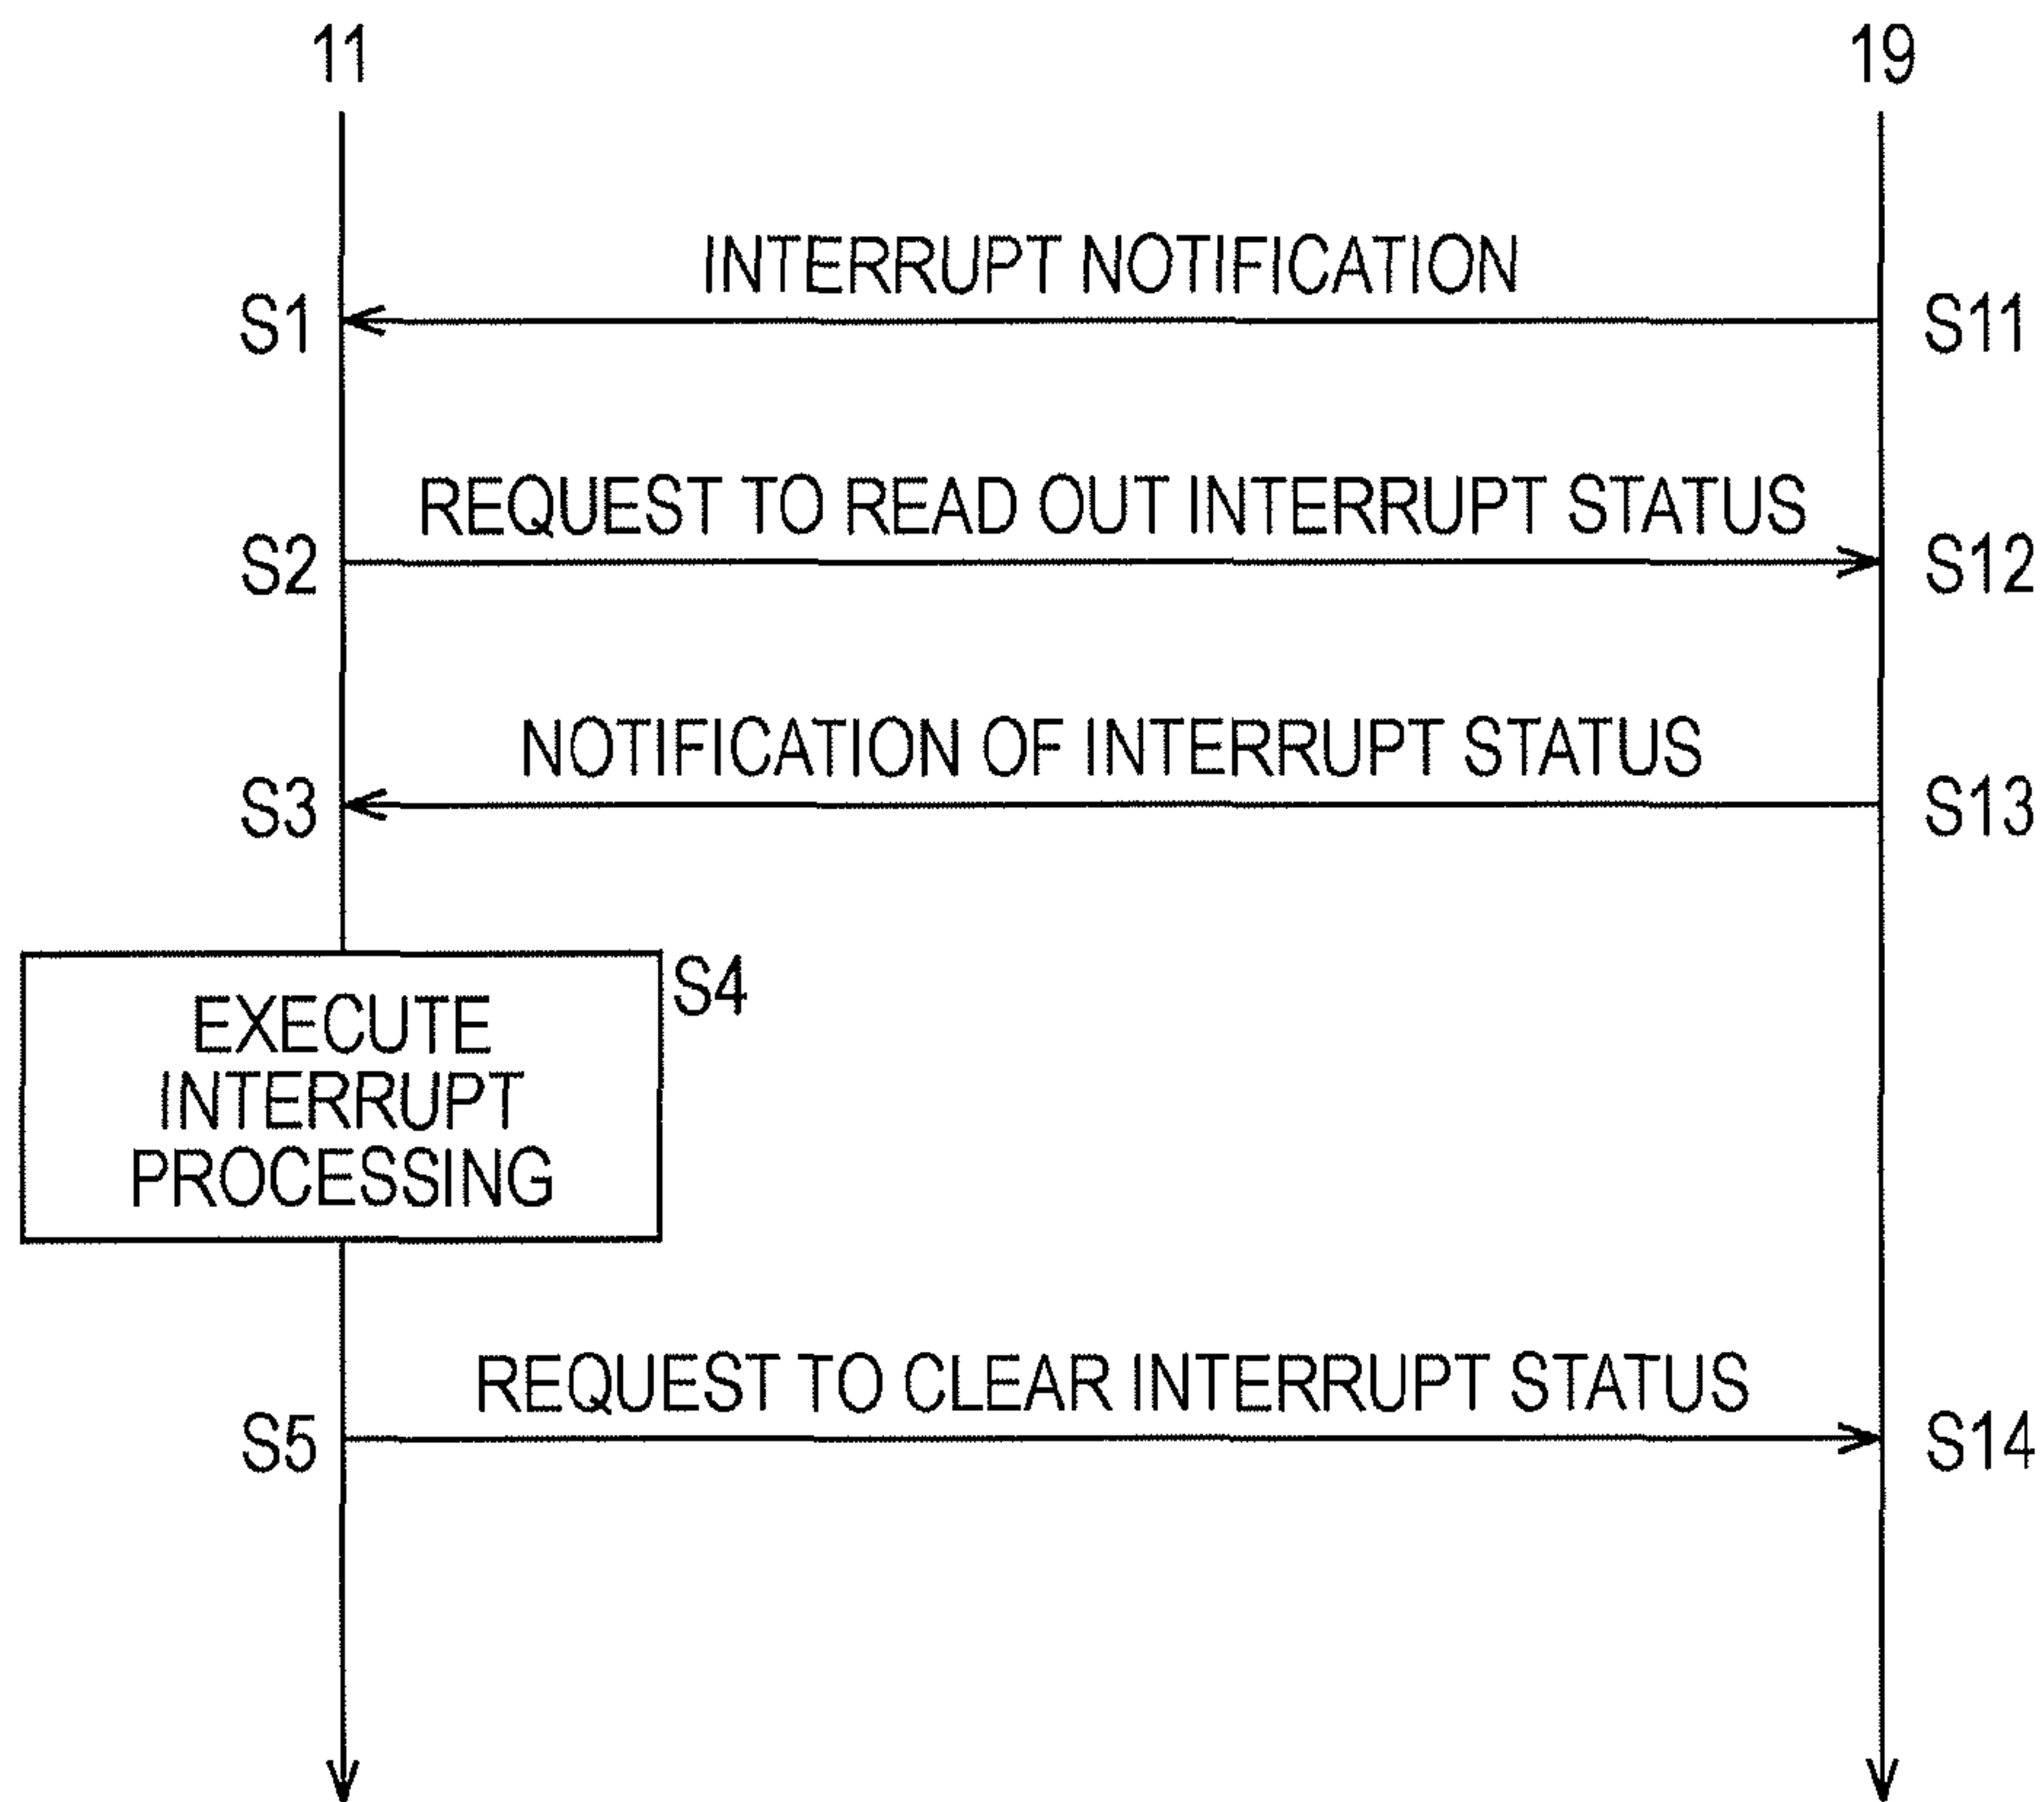 11 19
INTERRUPT NOTIFICATION
S1 S11
REQUEST TO READ OUT INTERRUPT STATUS
S2 S12
NOTIFICATION OF INTERRUPT STATUS
S3 S13
S4
EXECUTE
INTERRUPT
PROCESSING
REQUEST TO CLEAR INTERRUPT STATUS
S5 S14